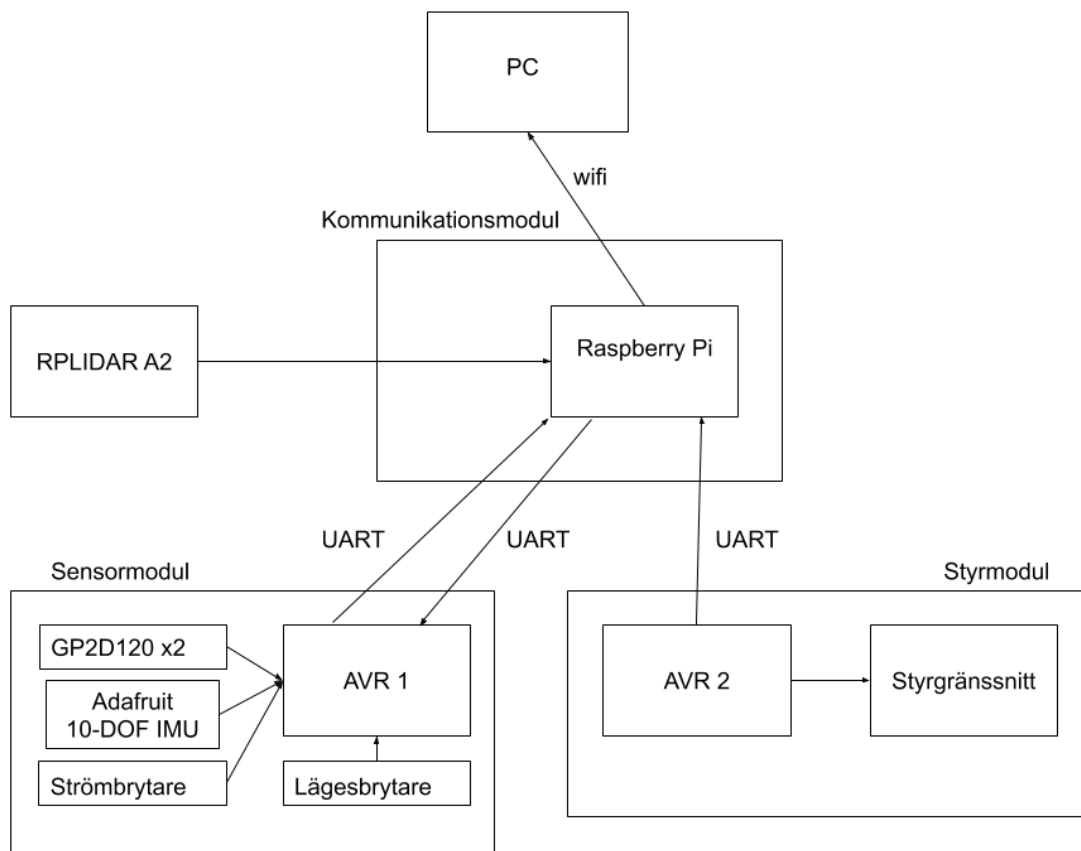 PC
wifi
Kommunikationsmodul
RPLIDAR A2
Raspberry Pi
UART
UART
UART
Sensormodul
Styrmodul
GP2D120 x2
Adafruit
10-DOF IMU
Strömbrytare
AVR 1
Lägesbrytare
AVR 2
Styrgränssnitt